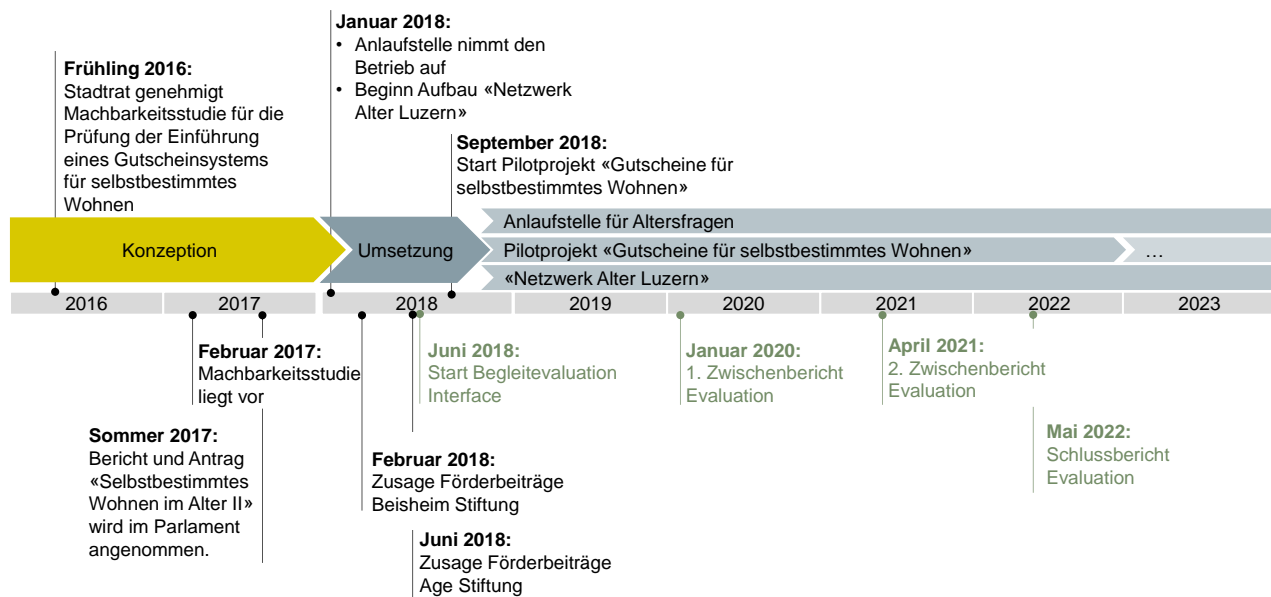 Januar 2018:
• Anlaufstelle nimmt den
Betrieb auf
• Beginn Aufbau «Netzwerk
Alter Luzern»
Frühling 2016:
Stadtrat genehmigt
Machbarkeitsstudie für die
Prüfung der Einführung
eines Gutscheinsystems
für selbstbestimmtes
Wohnen
September 2018:
Start Pilotprojekt «Gutscheine für
selbstbestimmtes Wohnen»
Konzeption
Umsetzung
Anlaufstelle für Altersfragen
Pilotprojekt «Gutscheine für selbstbestimmtes Wohnen»
…
«Netzwerk Alter Luzern»
2016
2017
2018
2019
2020
2021
2022
2023
Februar 2017:
Machbarkeitsstudie
liegt vor
Sommer 2017:
Bericht und Antrag
«Selbstbestimmtes
Wohnen im Alter II»
wird im Parlament
angenommen.
Juni 2018:
Start Begleitevaluation
Interface
Februar 2018:
Zusage Förderbeiträge
Beisheim Stiftung
Juni 2018:
Zusage Förderbeiträge
Age Stiftung
Januar 2020:
1. Zwischenbericht
Evaluation
April 2021:
2. Zwischenbericht
Evaluation
Mai 2022:
Schlussbericht
Evaluation